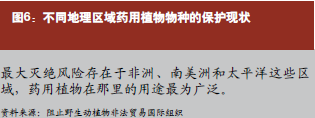 图6：不同地理区域药用植物物种的保护现状
最大灭绝风险存在于非洲、南美洲和太平洋这些区
域，药用植物在那里的用途最为广泛。
资料来源：阻止野生动植物非法贸易国际组织